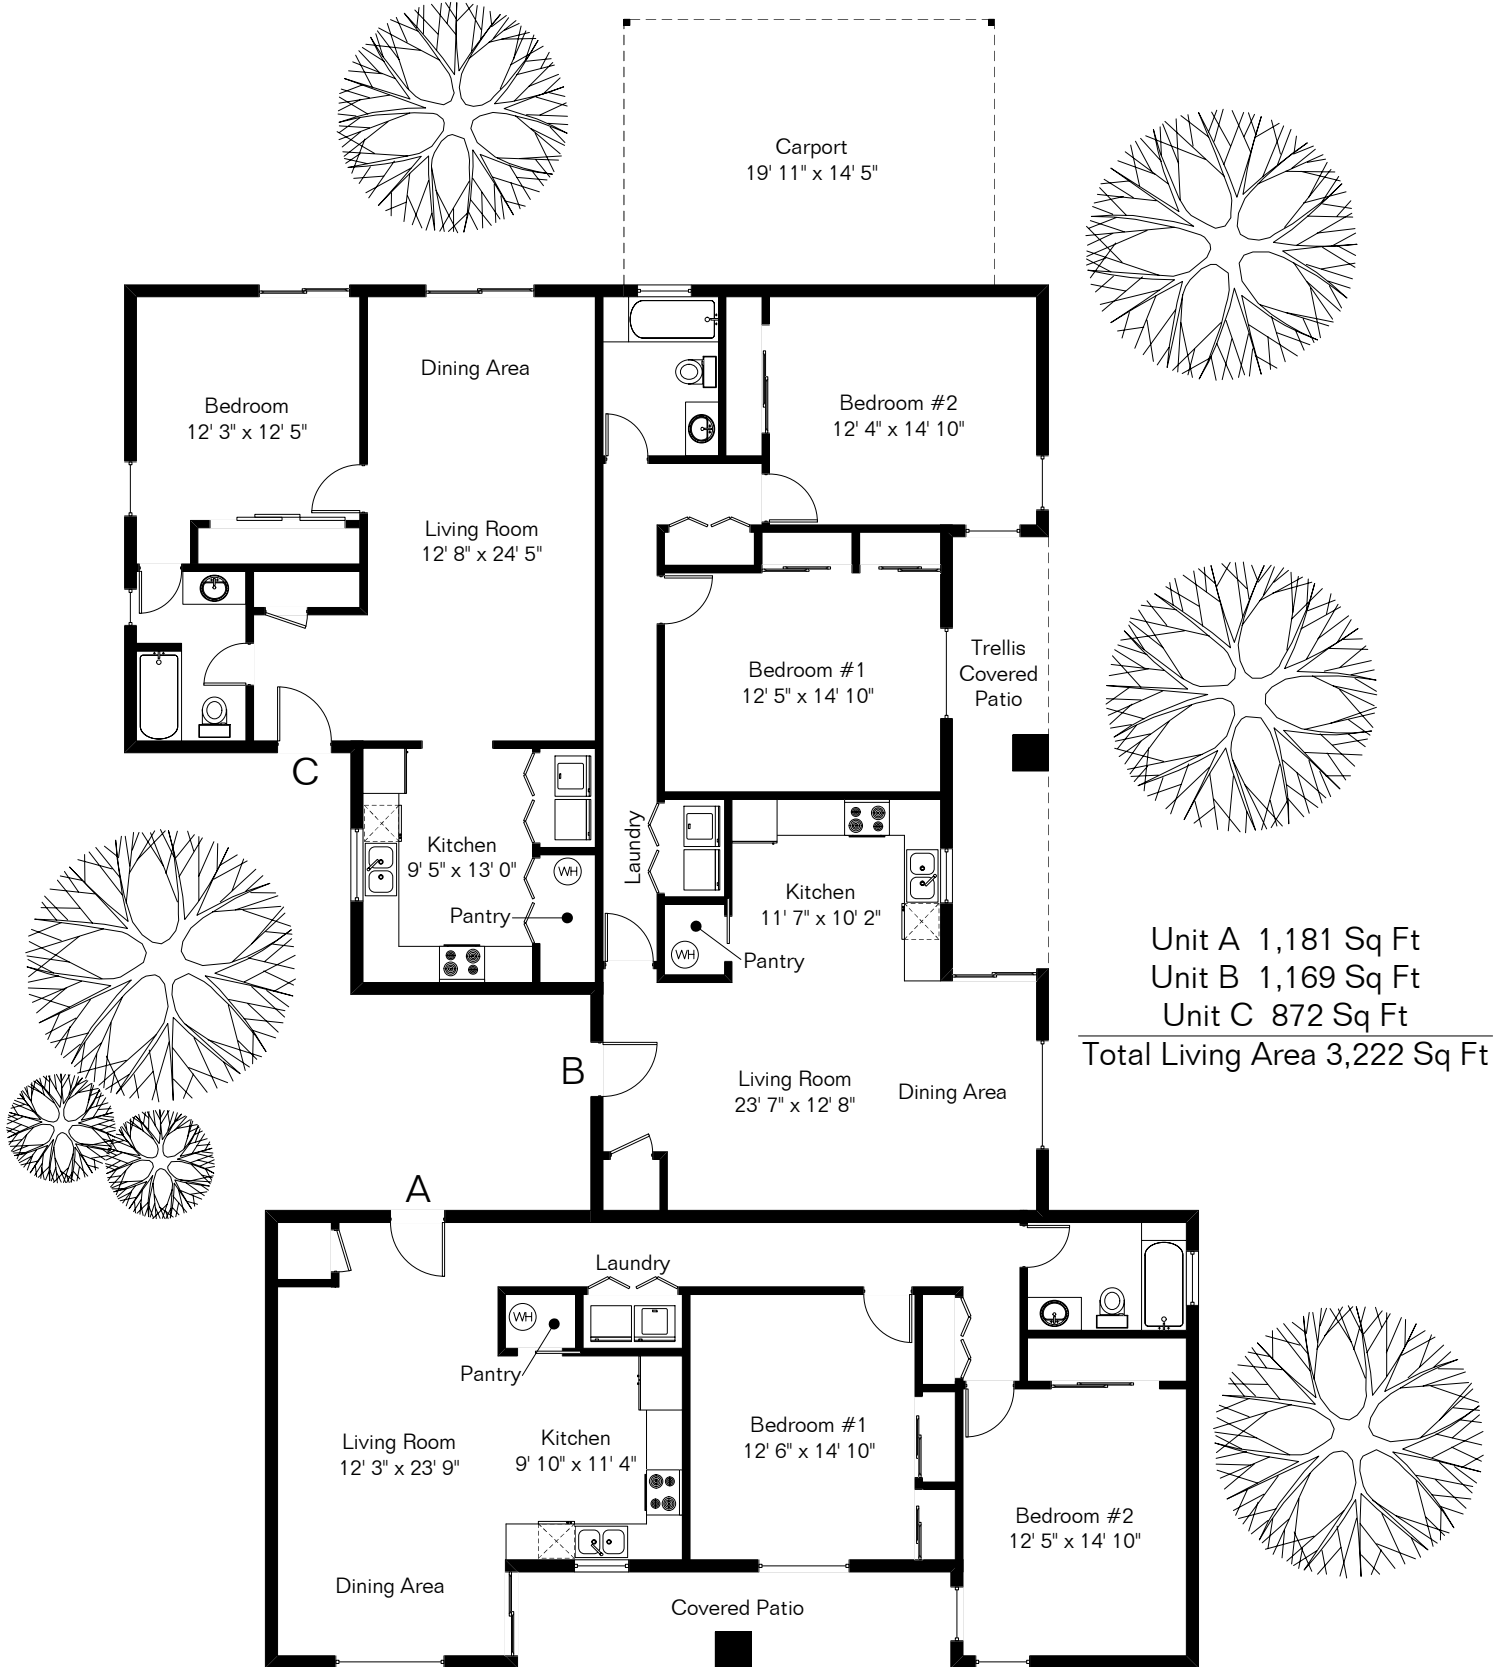 Carport
19' 11" x 14' 5"
Dining Area
Bedroom
12' 3" x 12' 5"
Bedroom #2
12' 4" x 14' 10"
Living Room
12' 8" x 24' 5"
Bedroom #1
12' 5" x 14' 10"
Trellis
Covered
Patio
C
Kitchen
9' 5" x 13' 0"
WH
Pantry
Laundry
Kitchen
11' 7" x 10' 2"
WH
Pantry
Unit A 1,181 Sq Ft
Unit B 1,169 Sq Ft
Unit C 872 Sq Ft
Total Living Area 3,222 Sq Ft
B
Living Room
23' 7" x 12' 8"
Dining Area
A
Laundry
WH
Pantry
Living Room
12' 3" x 23' 9"
Kitchen
9' 10" x 11' 4"
Bedroom #1
12' 6" x 14' 10"
Bedroom #2
12' 5" x 14' 10"
Dining Area
Covered Patio